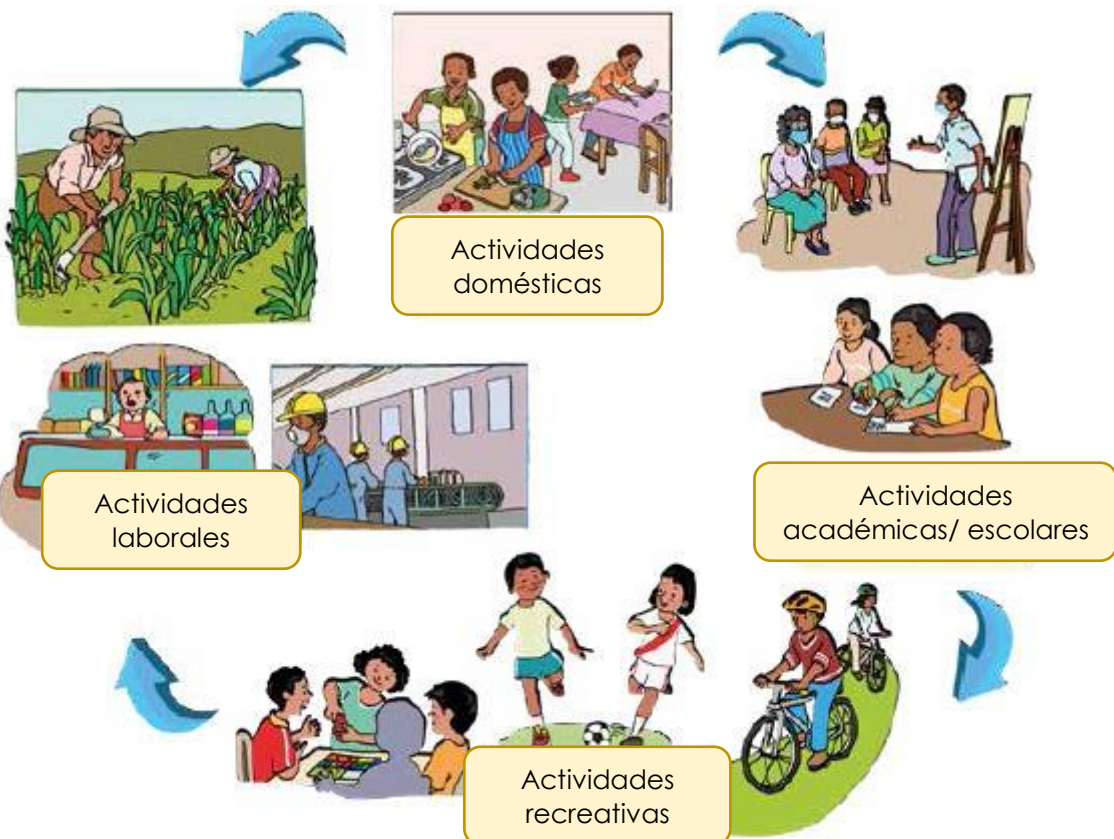 Actividades
domésticas
Actividades
laborales
Actividades
académicas/ escolares
Actividades
recreativas